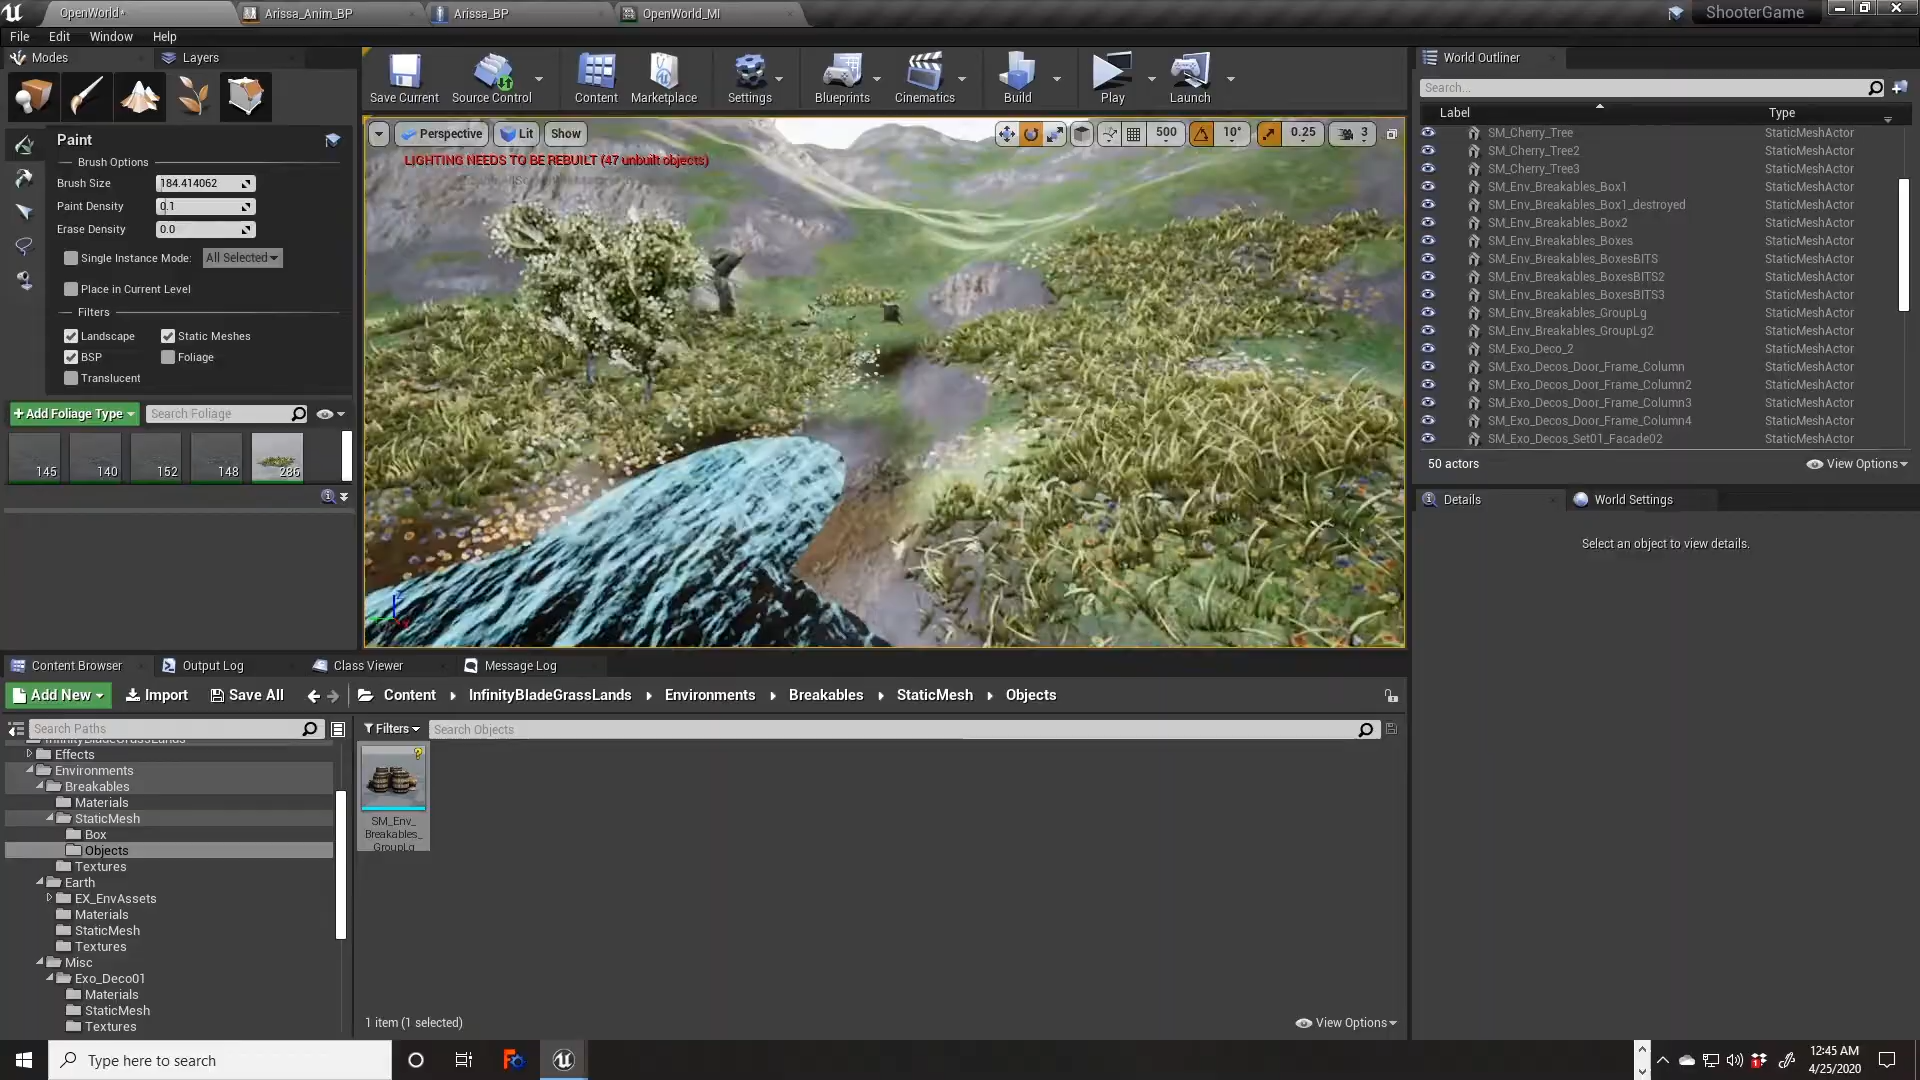 OpenWorld*
Arissa_Anim_BP
Arissa_BP
OpenWorld_MI
ShooterGame
File Edit Window Help
Modes
Layers
Save Current
Source Control
Content
Marketplace
Settings
Blueprints
Cinematics
Build
Play
Launch
Paint
Brush Options
Brush Size 184.414062
Paint Density 0.1
Erase Density 0.0
Single Instance Mode: All Selected
Place in Current Level
Filters
Landscape Static Meshes
BSP Foliage
Translucent
+Add Foliage Type
Search Foliage
145 140 152 148 286
Perspective Lit Show
500 10° 0.25 3
LIGHTING NEEDS TO BE REBUILT (47 unbuilt objects)
World Outliner
Search...
Label Type
SM_Cherry_Tree StaticMeshActor
SM_Cherry_Tree2 StaticMeshActor
SM_Cherry_Tree3 StaticMeshActor
SM_Env_Breakables_Box1 StaticMeshActor
SM_Env_Breakables_Box1_destroyed StaticMeshActor
SM_Env_Breakables_Box2 StaticMeshActor
SM_Env_Breakables_Boxes StaticMeshActor
SM_Env_Breakables_BoxesBITS StaticMeshActor
SM_Env_Breakables_BoxesBITS2 StaticMeshActor
SM_Env_Breakables_BoxesBITS3 StaticMeshActor
SM_Env_Breakables_GroupLg StaticMeshActor
SM_Env_Breakables_GroupLg2 StaticMeshActor
SM_Exo_Deco_2 StaticMeshActor
SM_Exo_Decos_Door_Frame_Column StaticMeshActor
SM_Exo_Decos_Door_Frame_Column2 StaticMeshActor
SM_Exo_Decos_Door_Frame_Column3 StaticMeshActor
SM_Exo_Decos_Door_Frame_Column4 StaticMeshActor
SM_Exo_Decos_Set01_Facade02 StaticMeshActor
50 actors
View Options
Details
World Settings
Select an object to view details.
Content Browser
Output Log
Class Viewer
Message Log
Add New
Import
Save All
Content InfinityBladeGrassLands Environments Breakables StaticMesh Objects
Search Paths
Filters
Search Objects
InfinityBladeGrassLands
Effects
Environments
Breakables
Materials
StaticMesh
Box
Objects
Textures
Earth
EX_EnvAssets
Materials
StaticMesh
Textures
Misc
Exo_Deco01
Materials
StaticMesh
Textures
SM_Env_
Breakables_
GroupLg
1 item (1 selected)
View Options
Type here to search
12:45 AM
4/25/2020